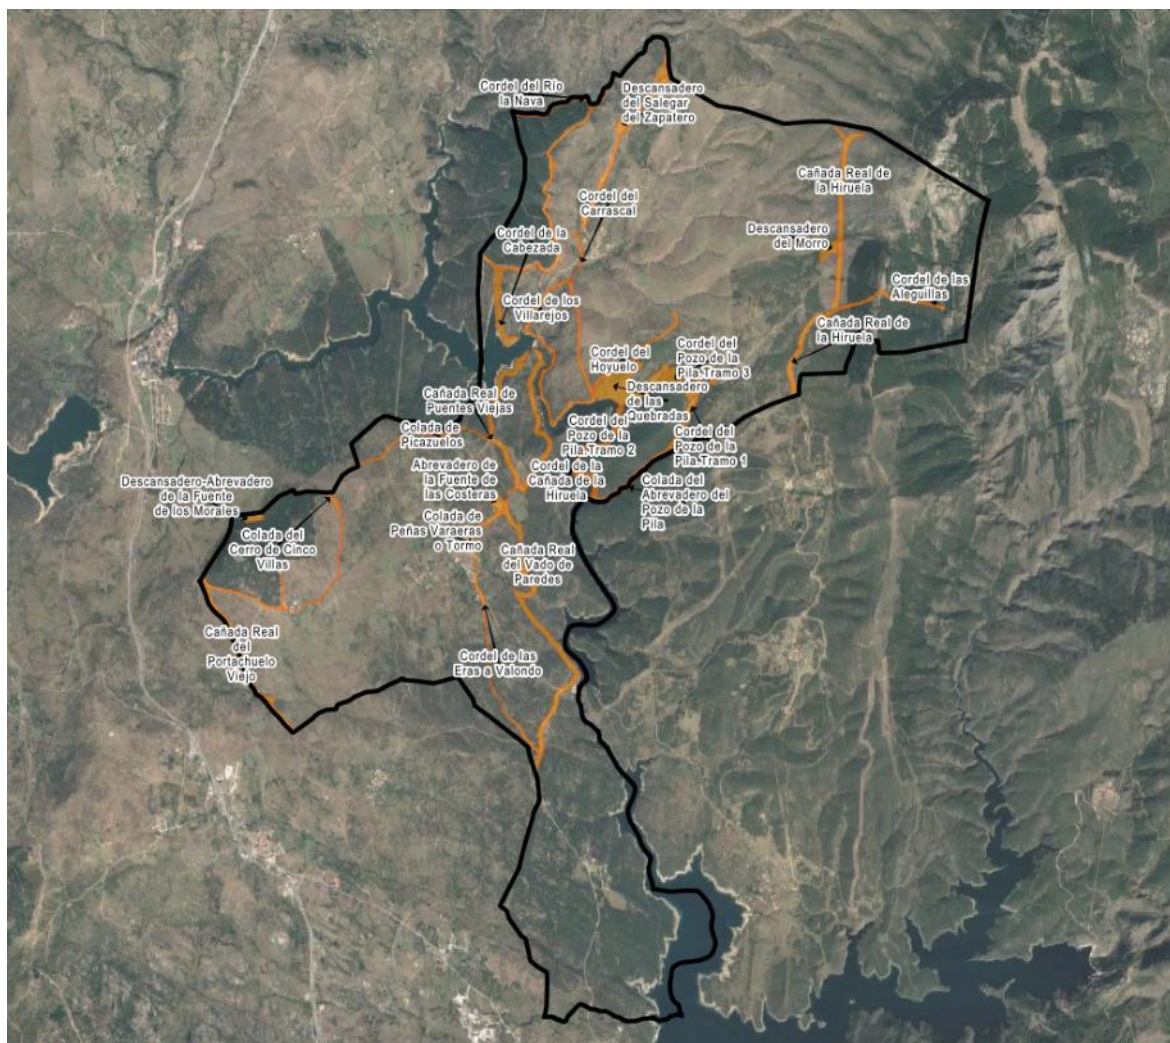 Cordel del Río
la Nava
Descansadero
del Salegar
del Zapatero
Cañada Real de
la Hiruela
Cordel del
Carrascal
Cordel de la
Cabezada
Descansadero
del Morro
Cordel de las
Aleguillas
Cordel de los
Villarejos
Cañada Real de
la Hiruela
Cordel del
Hoyuelo
Cordel del
Pozo de la
Pila Tramo 3
Descansadero
de las
Quebradas
Cañada Real de
Puentes Viejas
Colada de
Picazuelos
Cordel del
Pozo de la
Pila Tramo 2
Cordel del
Pozo de la
Pila Tramo 1
Abrevadero de
la Fuente de
las Costeras
Cordel de la
Cañada de la
Hiruela
Colada del
Abrevadero del
Pozo de la
Pila
Descansadero-Abrevadero
de la Fuente
de los Morales
Colada del
Cerro de Cinco
Villas
Colada de
Peñas Varaeras
o Tormo
Cañada Real
del Vado de
Paredes
Cañada Real
del
Portachuelo
Viejo
Cordel de las
Eras a Valondo